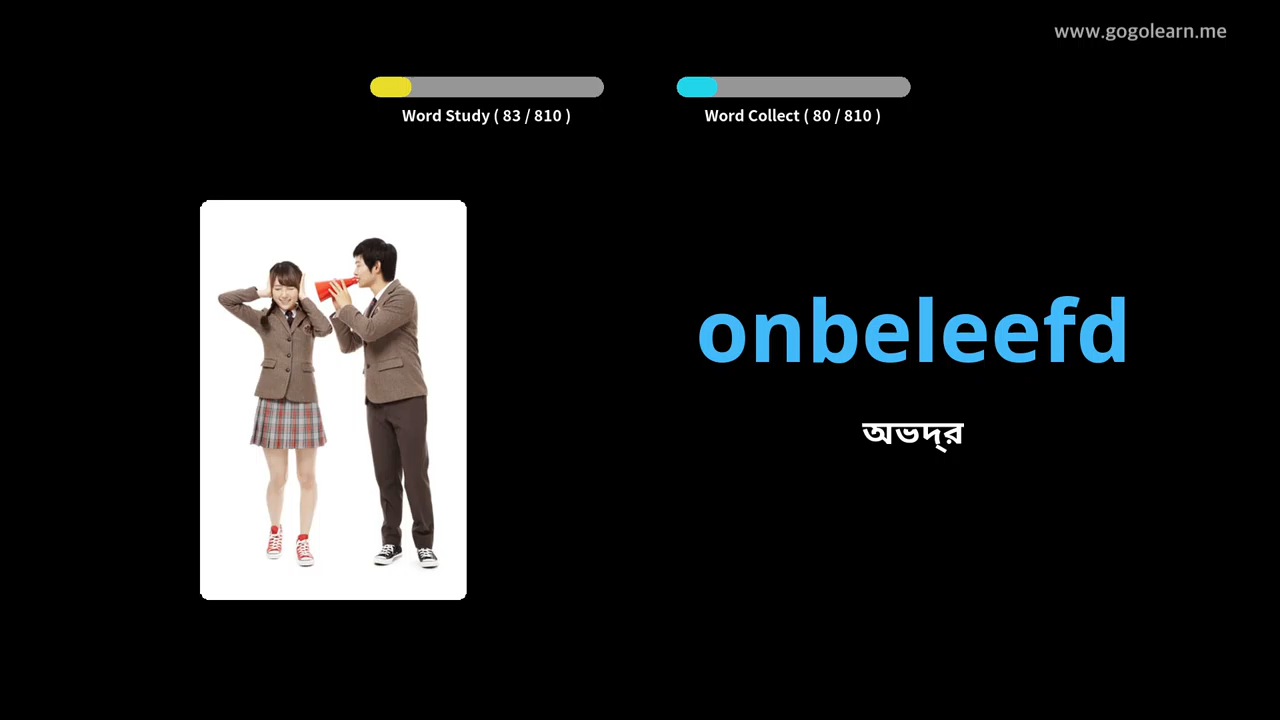 www.gogolearn.me
Word Study ( 83 / 810 )
Word Collect ( 80 / 810 )
onbeleefd
অভদ্র